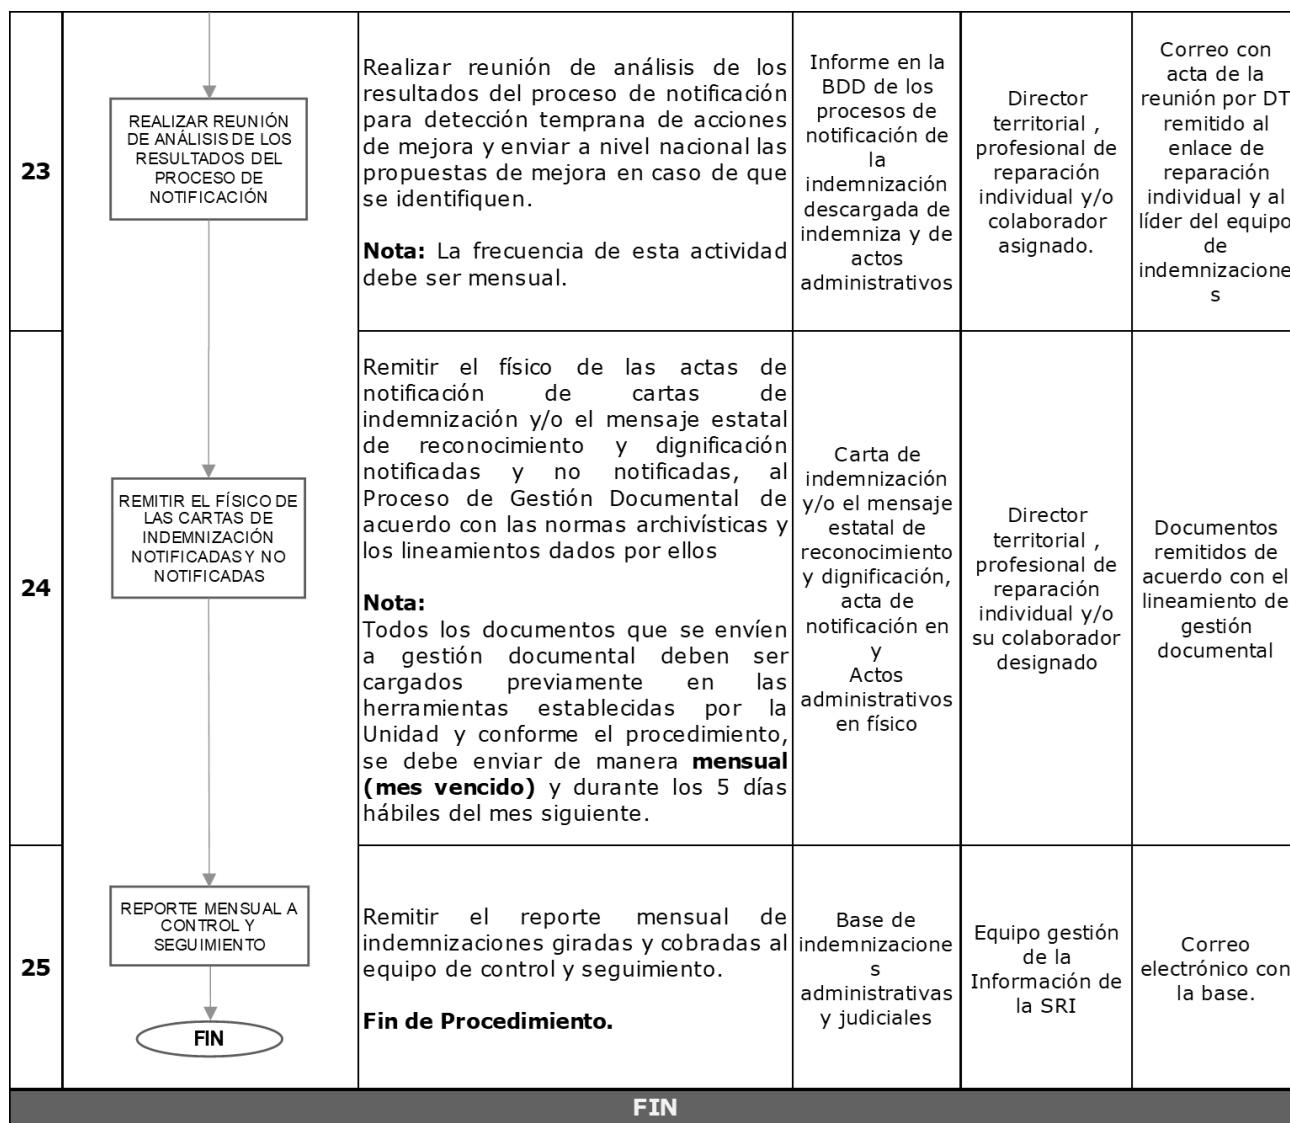 23
REALIZAR REUNIÓN
DE ANÁLISIS DE LOS
RESULTADOS DEL
PROCESO DE
NOTIFICACIÓN
Realizar reunión de análisis de los
resultados del proceso de notificación
para detección temprana de acciones
de mejora y enviar a nivel nacional las
propuestas de mejora en caso de que
se identifiquen.
Nota: La frecuencia de esta actividad
debe ser mensual.
Informe en la
BDD de los
procesos de
notificación de
la
indemnización
descargada de
indemniza y de
actos
administrativos
Director
territorial ,
profesional de
reparación
individual y/o
colaborador
asignado.
Correo con
acta de la
reunión por DT
remitido al
enlace de
reparación
individual y al
líder del equipo
de
indemnizacione
s
24
REMITIR EL FÍSICO DE
LAS CARTAS DE
INDEMNIZACIÓN
NOTIFICADAS Y NO
NOTIFICADAS
Remitir el físico de las actas de
notificación de cartas de
indemnización y/o el mensaje estatal
de reconocimiento y dignificación
notificadas y no notificadas, al
Proceso de Gestión Documental de
acuerdo con las normas archivísticas y
los lineamientos dados por ellos
Nota:
Todos los documentos que se envíen
a gestión documental deben ser
cargados previamente en las
herramientas establecidas por la
Unidad y conforme el procedimiento,
se debe enviar de manera mensual
(mes vencido) y durante los 5 días
hábiles del mes siguiente.
Carta de
indemnización
y/o el mensaje
estatal de
reconocimiento
y dignificación,
acta de
notificación en
y
Actos
administrativos
en físico
Director
territorial ,
profesional de
reparación
individual y/o
su colaborador
designado
Documentos
remitidos de
acuerdo con el
lineamiento de
gestión
documental
25
REPORTE MENSUAL A
CONTROL Y
SEGUIMIENTO
FIN
Remitir el reporte mensual de
indemnizaciones giradas y cobradas al
equipo de control y seguimiento.
Fin de Procedimiento.
Base de
indemnizacione
s
administrativas
y judiciales
Equipo gestión
de la
Información de
la SRI
Correo
electrónico con
la base.
FIN